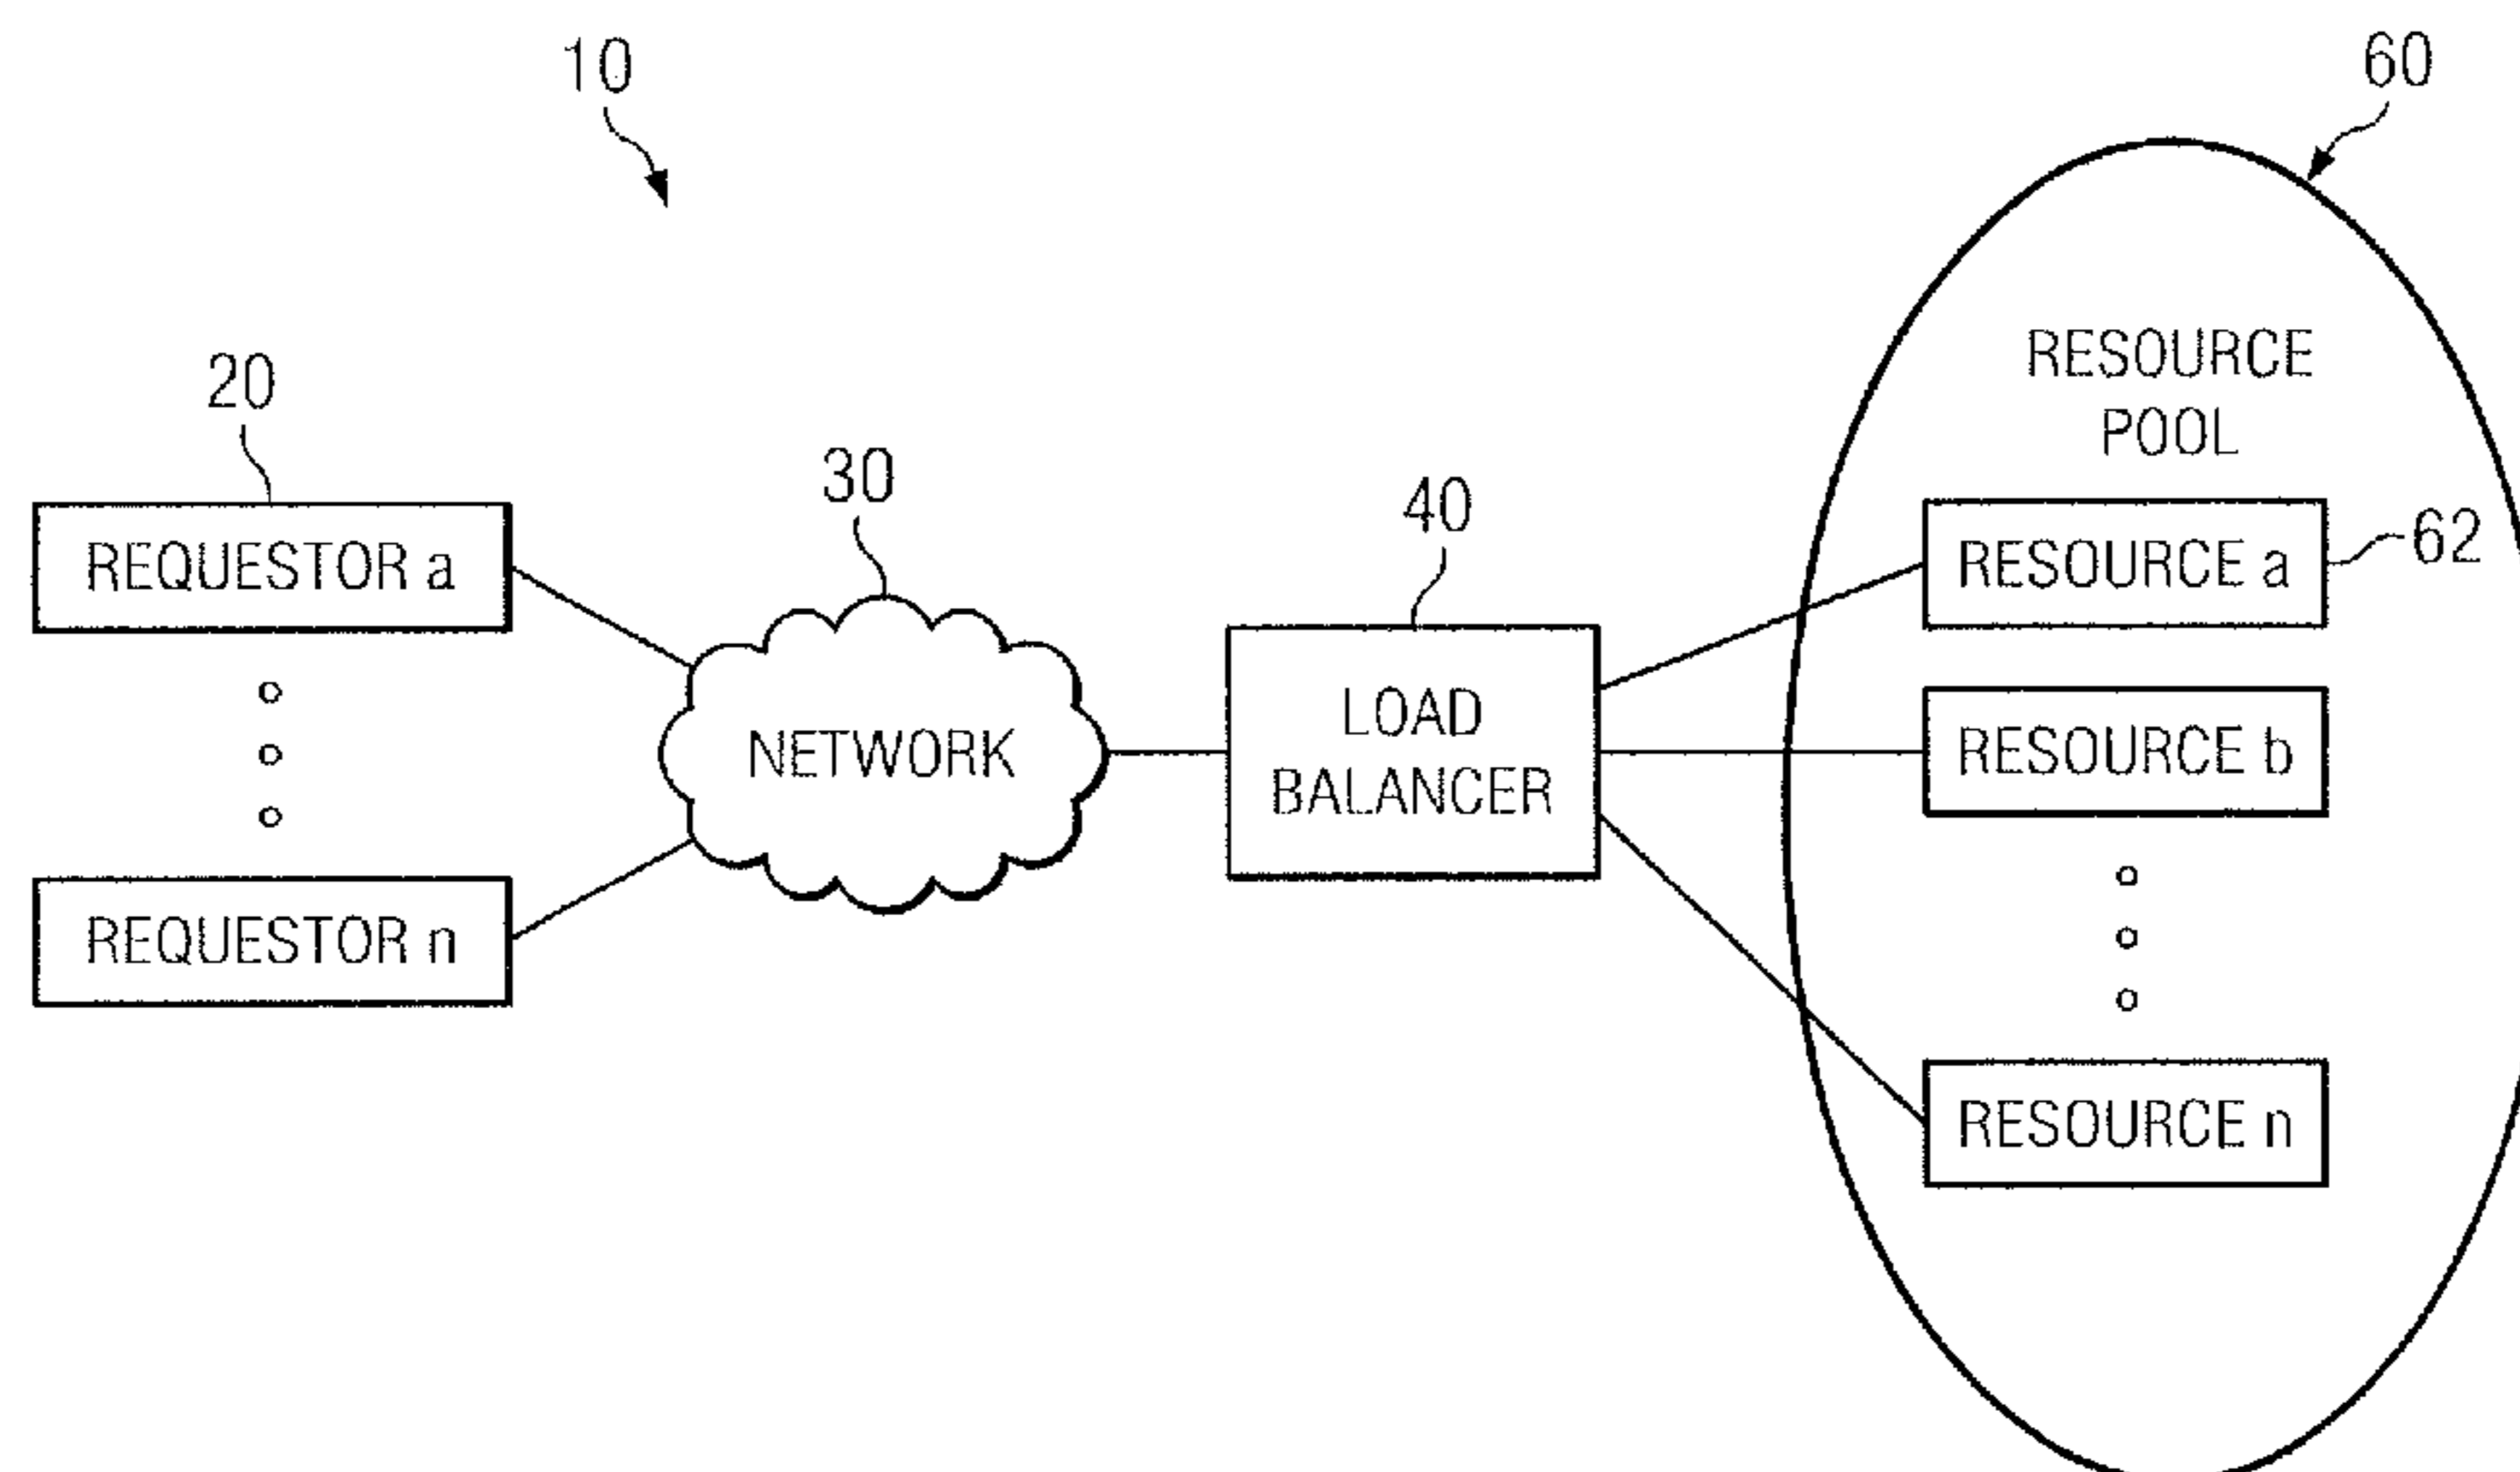 10
60
20
30
40
62
REQUESTOR a
REQUESTOR n
NETWORK
LOAD
BALANCER
RESOURCE
POOL
RESOURCE a
RESOURCE b
RESOURCE n